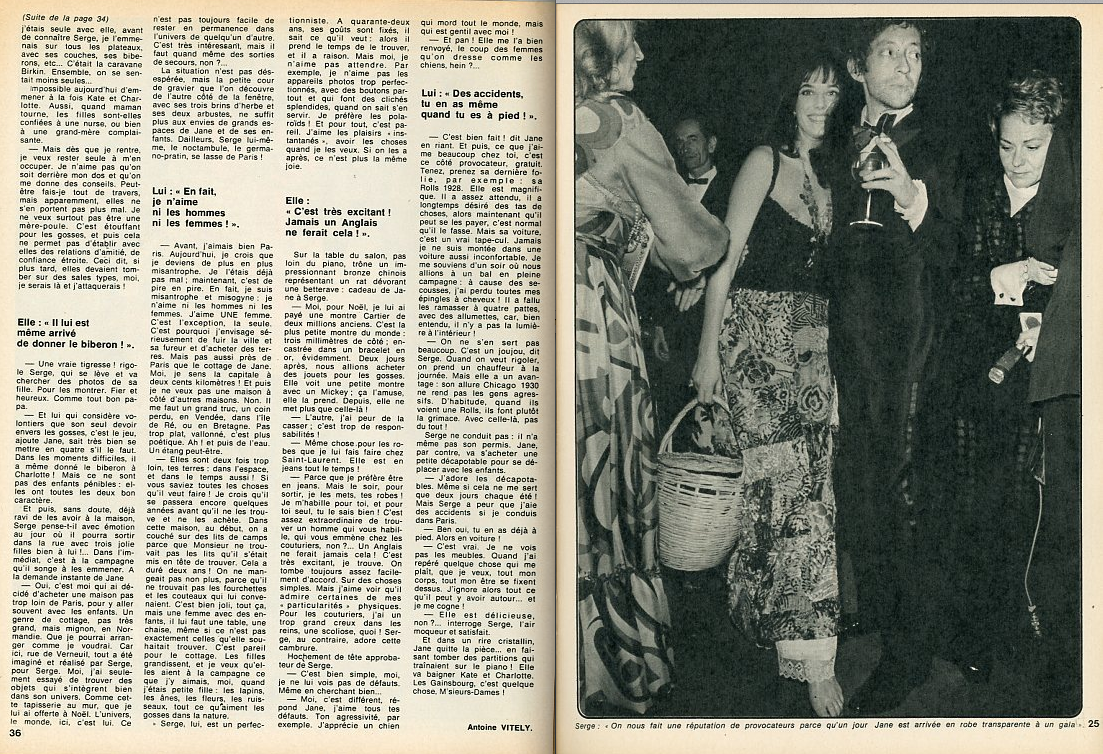 (Suite de la page 34)
j'étais seule avec elle, avant
de connaître Serge, je l'emme-
nais sur tous les plateaux,
avec ses couches, ses bibe-
rons, etc... C'était la caravane
Birkin. Ensemble, on se sen-
tait moins seules...
Impossible aujourd'hui d'em-
mener à la fois Kate et Char-
lotte. Aussi, quand maman
tourne, les filles sont-elles
confiées à une nurse, ou bien
à une grand-mère complai-
sante.
— Mais dès que je rentre,
je veux rester seule à m'en
occuper. Je n'aime pas qu'on
soit derrière mon dos et qu'on
me donne des conseils. Peut-
être fais-je tout de travers,
mais apparemment, elles ne
s'en portent pas plus mal. Je
ne veux surtout pas être une
mère-poule. C'est étouffant
pour les gosses, et puis cela
ne permet pas d'établir avec
elles des relations d'amitié, de
confiance étroite. Ceci dit, si
plus tard, elles devaient tom-
ber sur des sales types, moi,
je serais là et j'attaquerais !
Elle : « Il lui est
même arrivé
de donner le biberon ! ».
— Une vraie tigresse ! rigo-
le Serge, qui se lève et va
chercher des photos de sa
fille. Pour les montrer. Fier et
heureux. Comme tout bon pa-
pa.
— Et lui qui considère vo-
lontiers que son seul devoir
envers les gosses, c'est le jeu,
ajoute Jane, sait très bien se
mettre en quatre s'il le faut.
Dans les moments difficiles, il
a même donné le biberon à
Charlotte ! Mais ce ne sont
pas des enfants pénibles : el-
les ont toutes les deux bon
caractère.
Et puis, sans doute, déjà
ravi de les avoir à la maison,
Serge pense-t-il avec émotion
au jour où il pourra sortir
dans la rue avec trois jolie
filles bien à lui !... Dans l'im-
médiat, c'est à la campagne
qu'il songe à les emmener. A
la demande instante de Jane
— Oui, c'est moi qui ai dé-
cidé d'acheter une maison pas
trop loin de Paris, pour y aller
souvent avec les enfants. Un
genre de cottage, pas très
grand, mais mignon, en Nor-
mandie. Que je pourrai arran-
ger comme je voudrai. Car
ici, rue de Verneuil, tout a été
imaginé et réalisé par Serge,
pour Serge. Moi, j'ai seule-
ment essayé de trouver des
objets qui s'intègrent bien
dans son univers. Comme cet-
te tapisserie au mur, que je
lui ai offerte à Noël. L'univers,
le monde, ici, c'est lui. Ce
36
n'est pas toujours facile de
rester en permanence dans
l'univers de quelqu'un d'autre.
C'est très intéressant, mais il
faut quand même des sorties
de secours, non ?...
La situation n'est pas dés-
espérée, mais la petite cour
de gravier que l'on découvre
de l'autre côté de la fenêtre,
avec ses trois brins d'herbe et
ses deux arbustes, ne suffit
plus aux envies de grands es-
paces de Jane et de ses en-
fants. Dailleurs, Serge lui-mê-
me, le noctambule, le germa-
no-pratin, se lasse de Paris !
Lui : « En fait,
je n'aime
ni les hommes
ni les femmes ! ».
— Avant, j'aimais bien Pa-
ris. Aujourd'hui, je crois que
je deviens de plus en plus
misanthrope. Je l'étais déjà
pas mal ; maintenant, c'est de
pire en pire. En fait, je suis
misanthrope et misogyne : je
n'aime ni les hommes ni les
femmes. J'aime UNE femme.
C'est l'exception, la seule.
C'est pourquoi j'envisage sé-
rieusement de fuir la ville et
sa fureur et d'acheter des ter-
res. Mais pas aussi près de
Paris que le cottage de Jane.
Moi, je sens la capitale à
deux cents kilomètres ! Et puis
je ne veux pas une maison à
côté d'autres maisons. Non. Il
me faut un grand truc, un coin
perdu, en Vendée, dans l'île
de Ré, ou en Bretagne. Pas
trop plat, vallonné, c'est plus
poétique. Ah ! et puis de l'eau.
Un étang peut-être.
— Elles sont deux fois trop
loin, tes terres : dans l'espace,
et dans le temps aussi ! Si
vous saviez toutes les choses
qu'il veut faire ! Je crois qu'il
se passera encore quelques
années avant qu'il ne les trou-
ve et ne les achète. Dans
cette maison, au début, on a
couché sur des lits de camps
parce que Monsieur ne trou-
vait pas les lits qu'il s'était
mis en tête de trouver. Cela a
duré deux ans ! On ne man-
geait pas non plus, parce qu'il
ne trouvait pas les fourchettes
et les couteaux qui lui conve-
naient. C'est bien joli, tout ça,
mais une femme avec des en-
fants, il lui faut une table, une
chaise, même si ce n'est pas
exactement celles qu'elle sou-
haitait trouver. C'est pareil
pour le cottage. Les filles
grandissent, et je veux qu'el-
les aient à la campagne ce
que j'y aimais, moi, quand
j'étais petite fille : les lapins,
les ânes, les fleurs, les ruis-
seaux, tout ce qu'aiment les
gosses dans la nature.
« Serge, lui, est un perfec-
tionniste. A quarante-deux
ans, ses goûts sont fixés, il
sait ce qu'il veut : alors il
prend le temps de le trouver,
et il a raison. Mais moi, je
n'aime pas attendre. Par
exemple, je n'aime pas les
appareils photos trop perfec-
tionnés, avec des boutons par-
tout et qui font des clichés
splendides, quand on sait s'en
servir. Je préfère les pola-
roïds ! Et pour tout, c'est pa-
reil. J'aime les plaisirs « ins-
tantanés », avoir les choses
quand je les veux. Si on les a
après, ce n'est plus la même
joie.
Elle :
« C'est très excitant !
Jamais un Anglais
ne ferait cela ! ».
Sur la table du salon, pas
loin du piano, trône un im-
pressionnant bronze chinois
représentant un rat dévorant
une betterave : cadeau de Ja-
ne à Serge.
— Moi, pour Noël, je lui ai
payé une montre Cartier de
deux millions anciens. C'est la
plus petite montre du monde :
trois millimètres de côté ; en-
castrée dans un bracelet en
or, évidemment. Deux jours
après, nous allions acheter
des jouets pour les gosses.
Elle voit une petite montre
avec un Mickey ; ça l'amuse,
elle la prend. Depuis, elle ne
met plus que celle-là !
— L'autre, j'ai peur de la
casser ; c'est trop de respon-
sabilités !
— Même chose pour les ro-
bes que je lui fais faire chez
Saint-Laurent. Elle est en
jeans tout le temps !
— Parce que je préfère être
en jeans. Mais le soir, pour
sortir, je les mets, tes robes !
Je m'habille pour toi, et pour
toi seul, tu le sais bien ! C'est
assez extraordinaire de trou-
ver un homme qui vous habil-
le, qui vous emmène chez les
couturiers, non ?... Un Anglais
ne ferait jamais cela ! C'est
très excitant, je trouve. On
tombe toujours assez facile-
ment d'accord. Sur des choses
simples. Mais j'aime voir qu'il
admire certaines de mes
« particularités » physiques.
Pour les couturiers, j'ai un
trop grand creux dans les
reins, une scoliose, quoi ! Ser-
ge, au contraire, adore cette
cambrure.
Hochement de tête approba-
teur de Serge.
— C'est bien simple, moi,
je ne lui vois pas de défauts.
Même en cherchant bien...
— Moi, c'est différent, ré-
pond Jane, j'aime tous tes
défauts. Ton agressivité, par
exemple. J'apprécie un chien
qui mord tout le monde, mais
qui est gentil avec moi !
— Et pan ! Elle me l'a bien
renvoyé, le coup des femmes
qu'on dresse comme les
chiens, hein ?...
Lui : « Des accidents,
tu en as même
quand tu es à pied ! ».
— C'est bien fait ! dit Jane
en riant. Et puis, ce que j'ai-
me beaucoup chez toi, c'est
ce côté provocateur, gratuit.
Tenez, prenez sa dernière fo-
lie, par exemple : sa
Rolls 1928. Elle est magnifi-
que. Il a assez attendu, il a
longtemps désiré des tas de
choses, alors maintenant qu'il
peut se les payer, c'est normal
qu'il le fasse. Mais sa voiture,
c'est un vrai tape-cul. Jamais
je ne suis montée dans une
voiture aussi inconfortable. Je
me souviens d'un soir où nous
allions à un bal en pleine
campagne : à cause des se-
cousses, j'ai perdu toutes mes
épingles à cheveux ! Il a fallu
les ramasser à quatre pattes,
avec des allumettes, car, bien
entendu, il n'y a pas la lumiè-
re à l'intérieur !
— On ne s'en sert pas
beaucoup. C'est un joujou, dit
Serge. Quand on veut rigoler,
on prend un chauffeur à la
journée. Mais elle a un avan-
tage : son allure Chicago 1930
ne rend pas les gens agres-
sifs. D'habitude, quand ils
voient une Rolls, ils font plutôt
la grimace. Avec celle-là, pas
du tout !
Serge ne conduit pas : il n'a
même pas son permis. Jane,
par contre, va s'acheter une
petite décapotable pour se dé-
placer avec les enfants.
— J'adore les décapota-
bles. Même si cela ne me sert
que deux jours chaque été !
Mais Serge a peur que j'aie
des accidents si je conduis
dans Paris.
— Ben oui, tu en as déjà à
pied. Alors en voiture !
— C'est vrai. Je ne vois
pas les meubles. Quand j'ai
repéré quelque chose qui me
plaît, que je veux, tout mon
corps, tout mon être se fixent
dessus. J'ignore alors tout ce
qu'il peut y avoir autour... et
je me cogne !
— Elle est délicieuse,
non ?... interroge Serge, l'air
moqueur et satisfait.
Et dans un rire cristallin,
Jane quitte la pièce... en fai-
sant tomber des partitions qui
traînaient sur le piano ! Elle
va baigner Kate et Charlotte.
Les Gainsbourg, c'est quelque
chose, M'sieurs-Dames !
Antoine VITELY.
Serge : « On nous fait une réputation de provocateurs parce qu'un jour Jane est arrivée en robe transparente à un gala ».
25